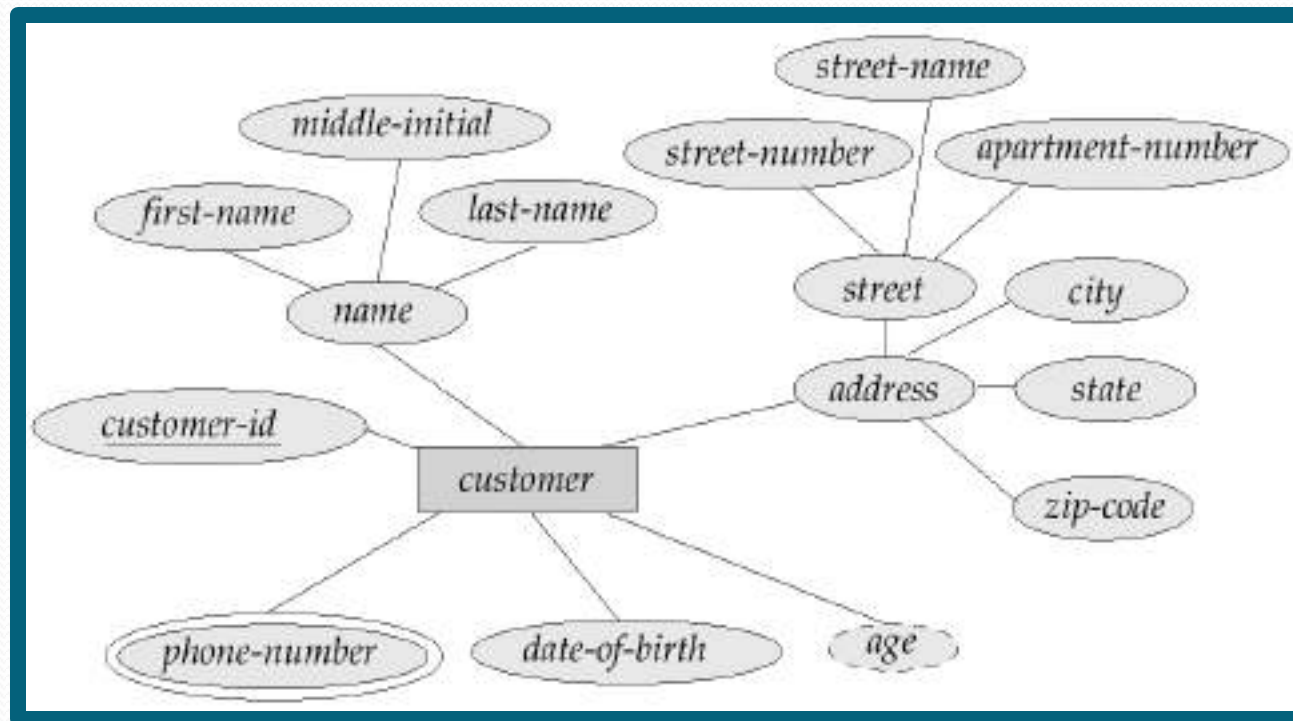 street-name
middle-initial
street-number
apartment-number
first-name
last-name
name
street
city
address
state
customer-id
customer
zip-code
phone-number
date-of-birth
age